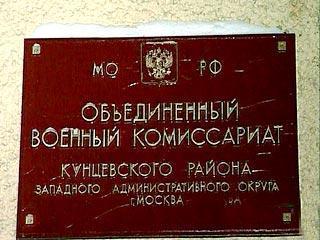 МО РФ
ОБЪЕДИНЕННЫЙ
ВОЕННЫЙ КОМИССАРИАТ
КУНЦЕВСКОГО РАЙОНА
ЗАПАДНОГО АДМИНИСТРАТИВНОГО ОКРУГА
Г.МОСКВА